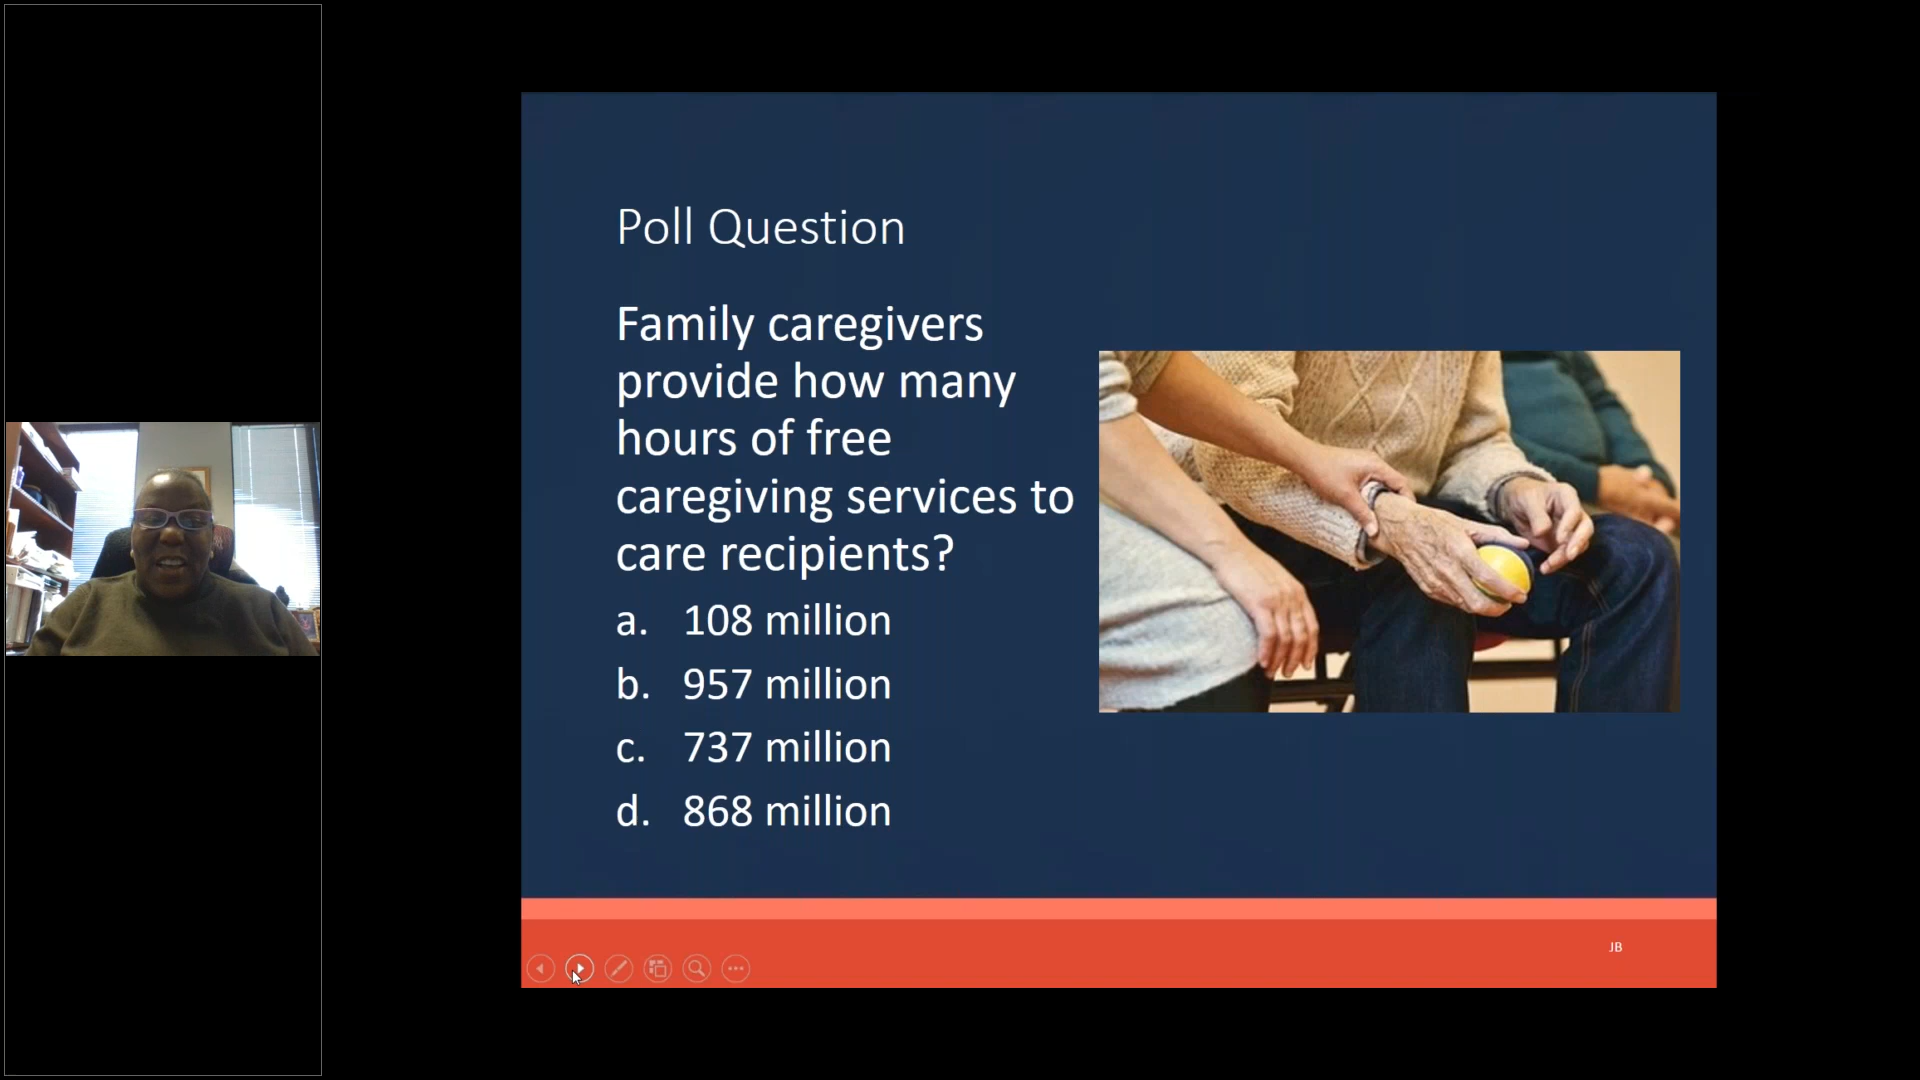 Poll Question
Family caregivers
provide how many
hours of free
caregiving services to
care recipients?
a. 108 million
b. 957 million
c. 737 million
d. 868 million
JB